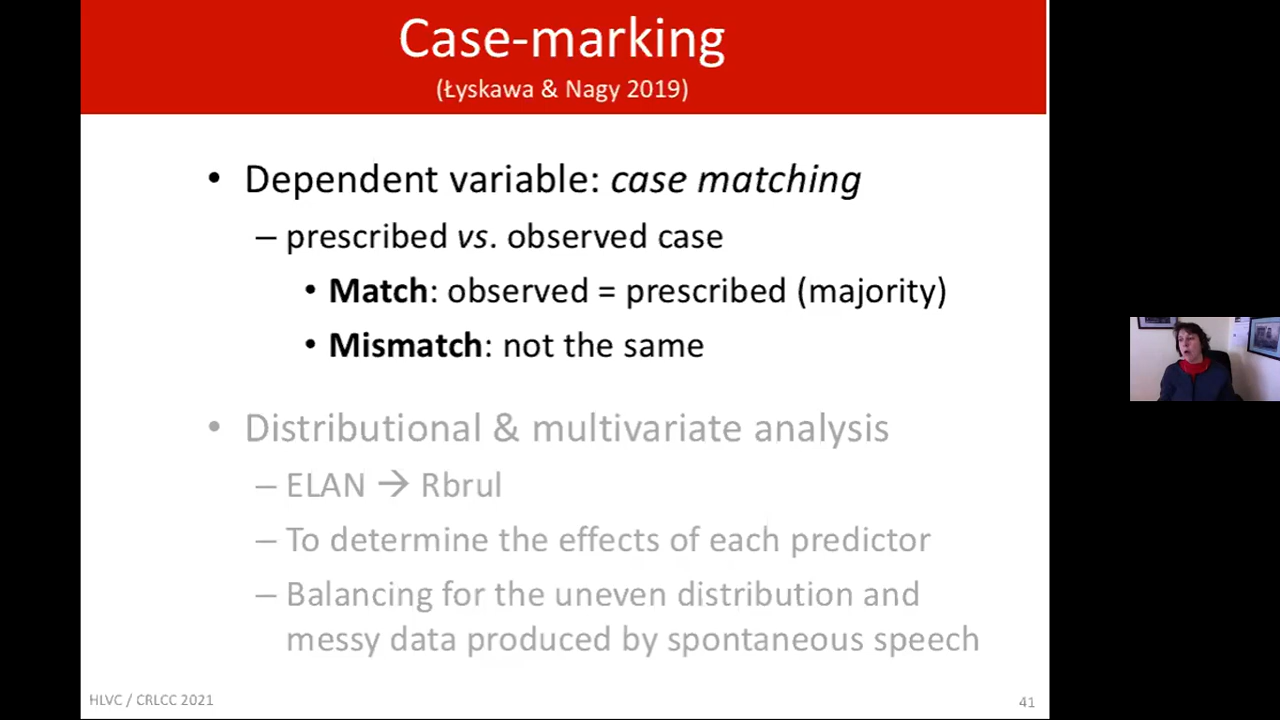 Case-marking
(Łyskawa & Nagy 2019)
• Dependent variable: case matching
– prescribed vs. observed case
• Match: observed = prescribed (majority)
• Mismatch: not the same
• Distributional & multivariate analysis
– ELAN → Rbrul
– To determine the effects of each predictor
– Balancing for the uneven distribution and
messy data produced by spontaneous speech
HLVC / CRLCC 2021
41